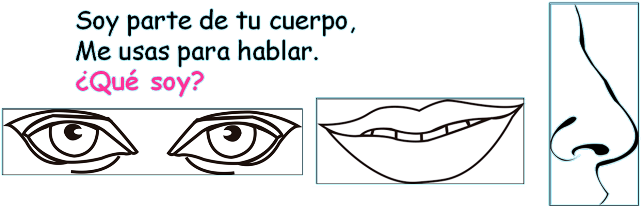 Soy parte de tu cuerpo,
Me usas para hablar.
¿Qué soy?